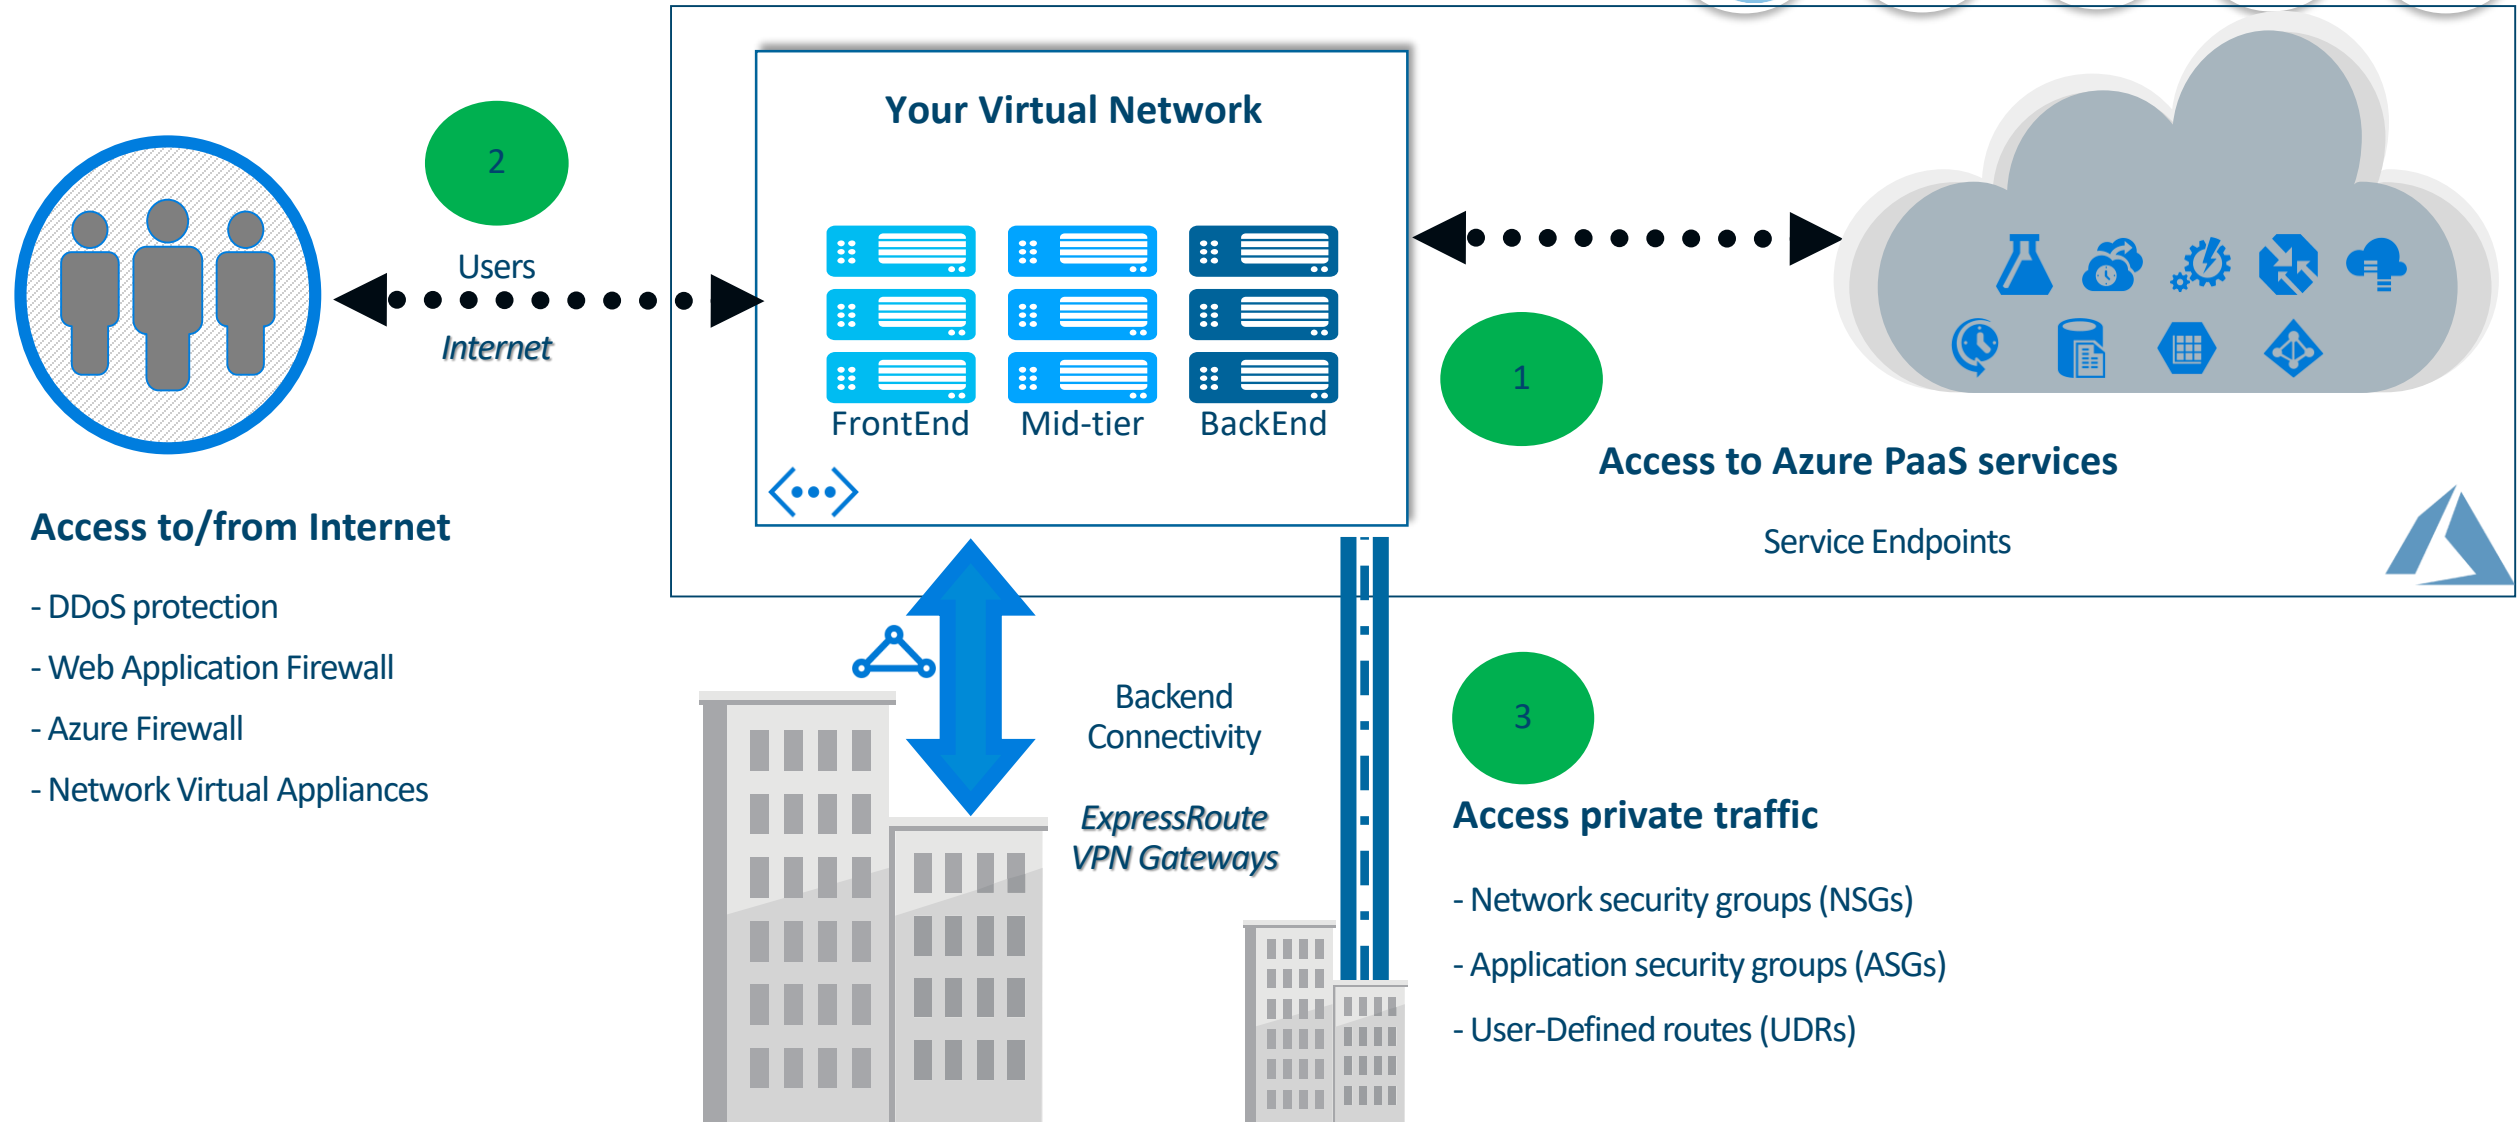 Your Virtual Network
2
Users
Internet
FrontEnd
Mid-tier
BackEnd
1
Access to Azure PaaS services
Service Endpoints
Access to/from Internet
- DDoS protection
- Web Application Firewall
- Azure Firewall
- Network Virtual Appliances
Backend
Connectivity
ExpressRoute
VPN Gateways
3
Access private traffic
- Network security groups (NSGs)
- Application security groups (ASGs)
- User-Defined routes (UDRs)